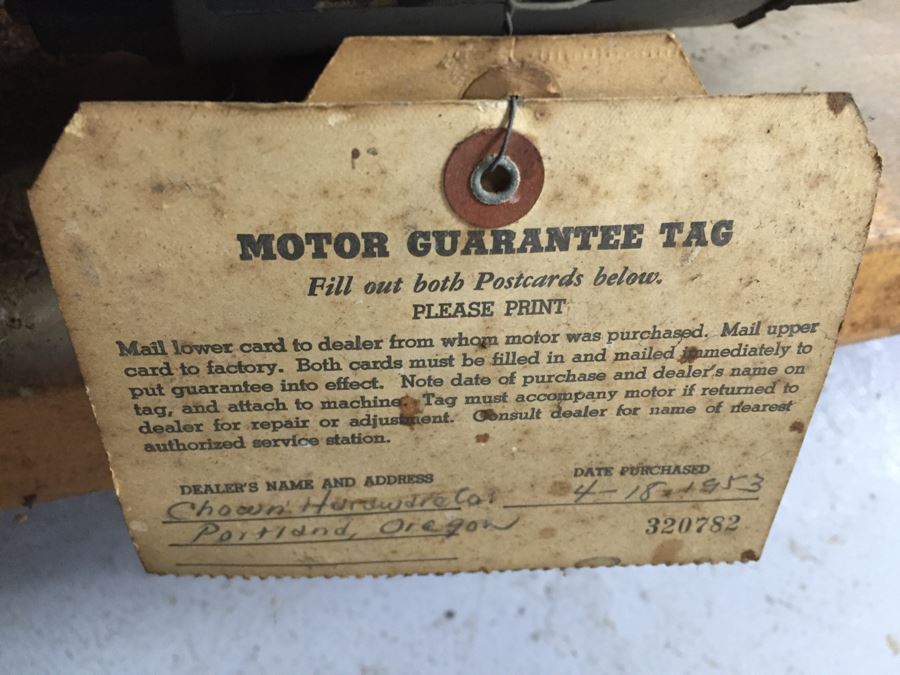 MOTOR GUARANTEE TAG
Fill out both Postcards below.
PLEASE PRINT
Mail lower card to dealer from whom motor was purchased. Mail upper
card to factory. Both cards must be filled in and mailed immediately to
put guarantee into effect. Note date of purchase and dealer's name on
tag, and attach to machine. Tag must accompany motor if returned to
dealer for repair or adjustment. Consult dealer for name of nearest
authorized service station.
DEALER'S NAME AND ADDRESS
DATE PURCHASED
Chown Hardware Co.
4-18-1953
Portland, Oregon
320782